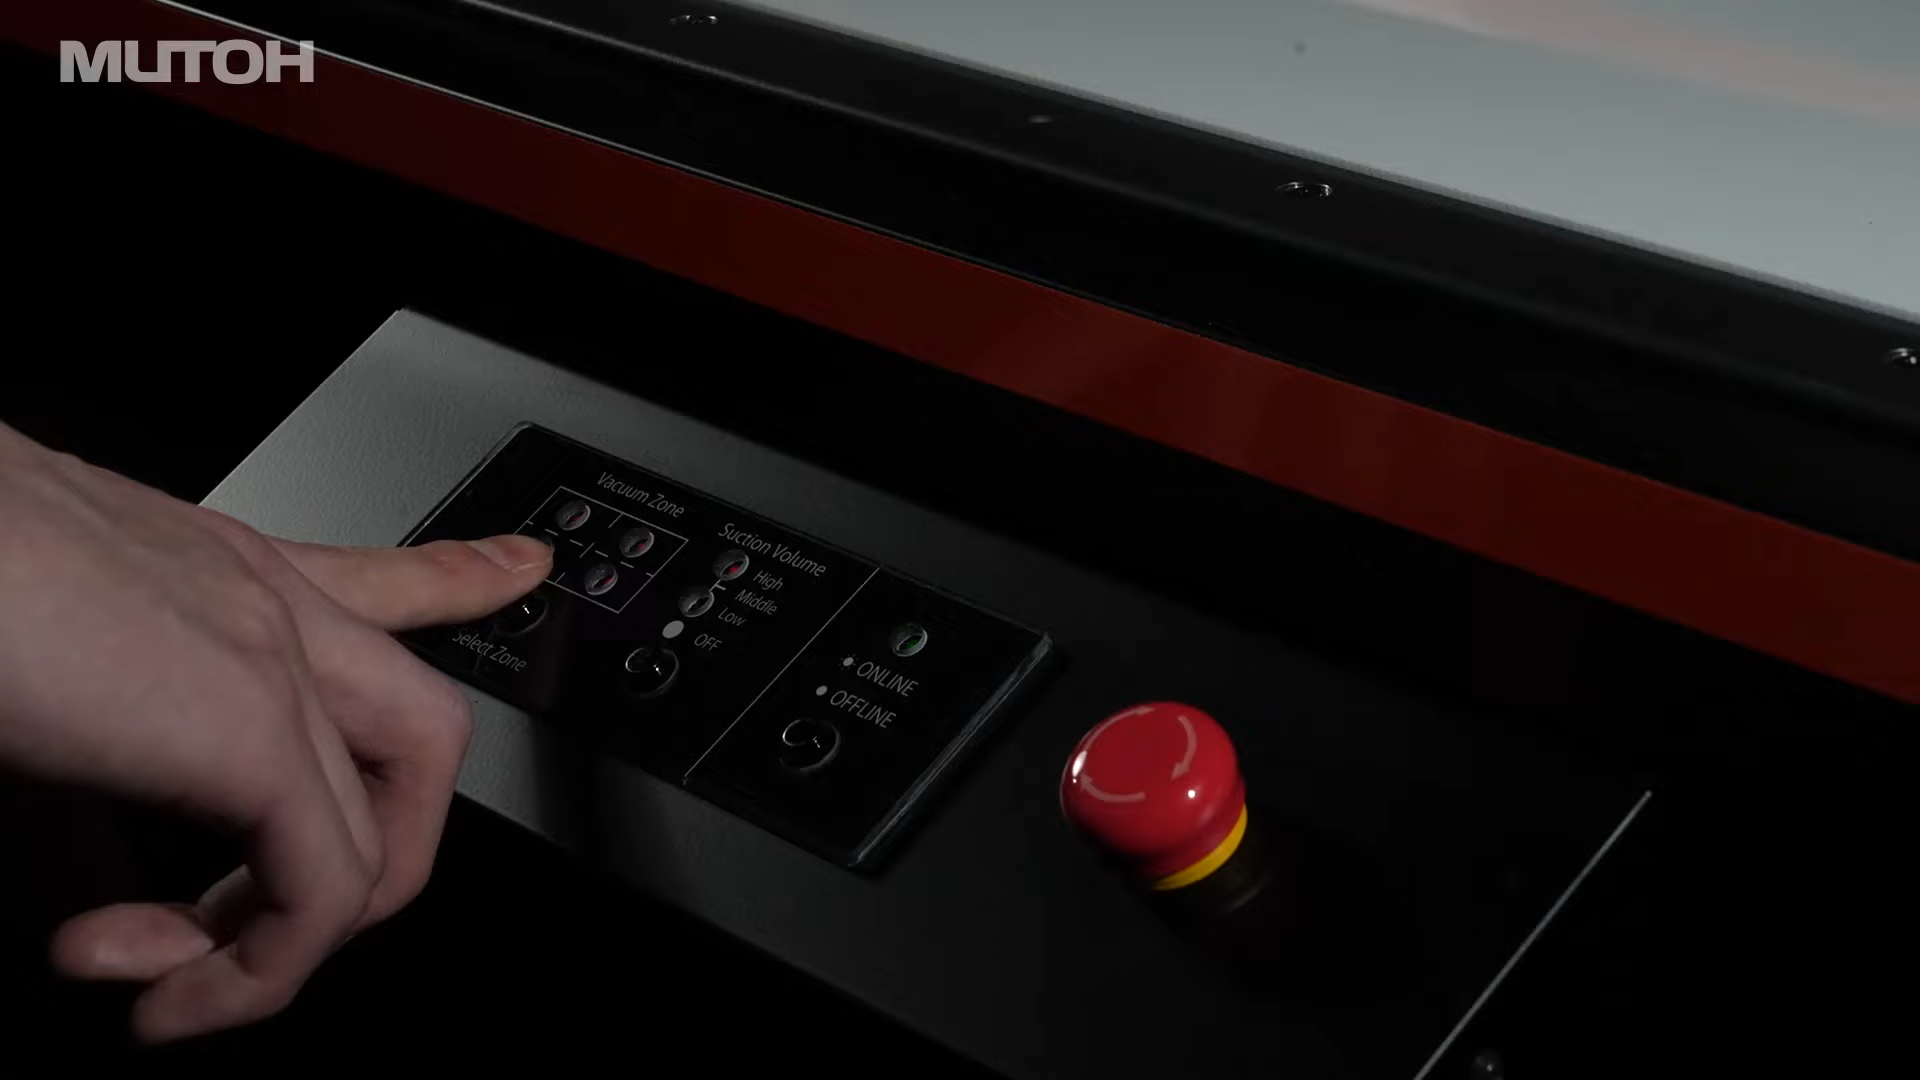 MUTOH
Vacuum Zone
Select Zone
Suction Volume
High
Middle
Low
OFF
ONLINE
OFFLINE